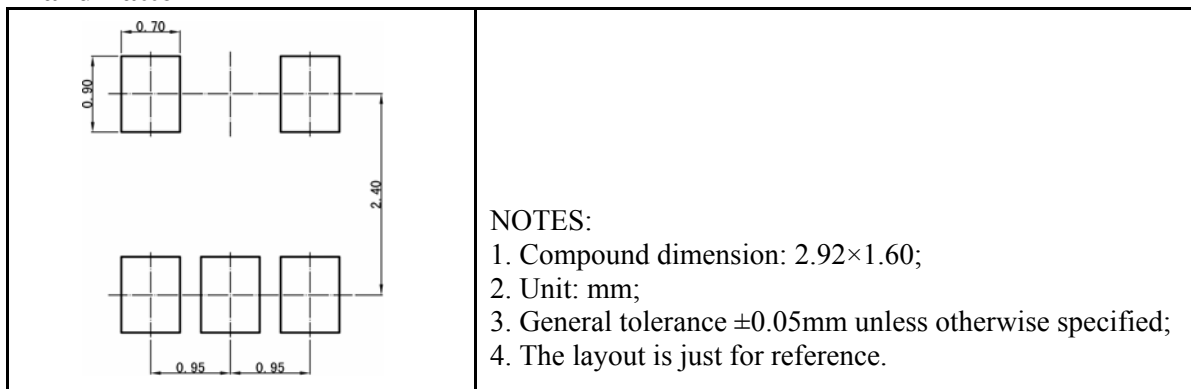 0.70
0.90
2.40
0.95 0.95
NOTES:
1. Compound dimension: 2.92×1.60;
2. Unit: mm;
3. General tolerance ±0.05mm unless otherwise specified;
4. The layout is just for reference.